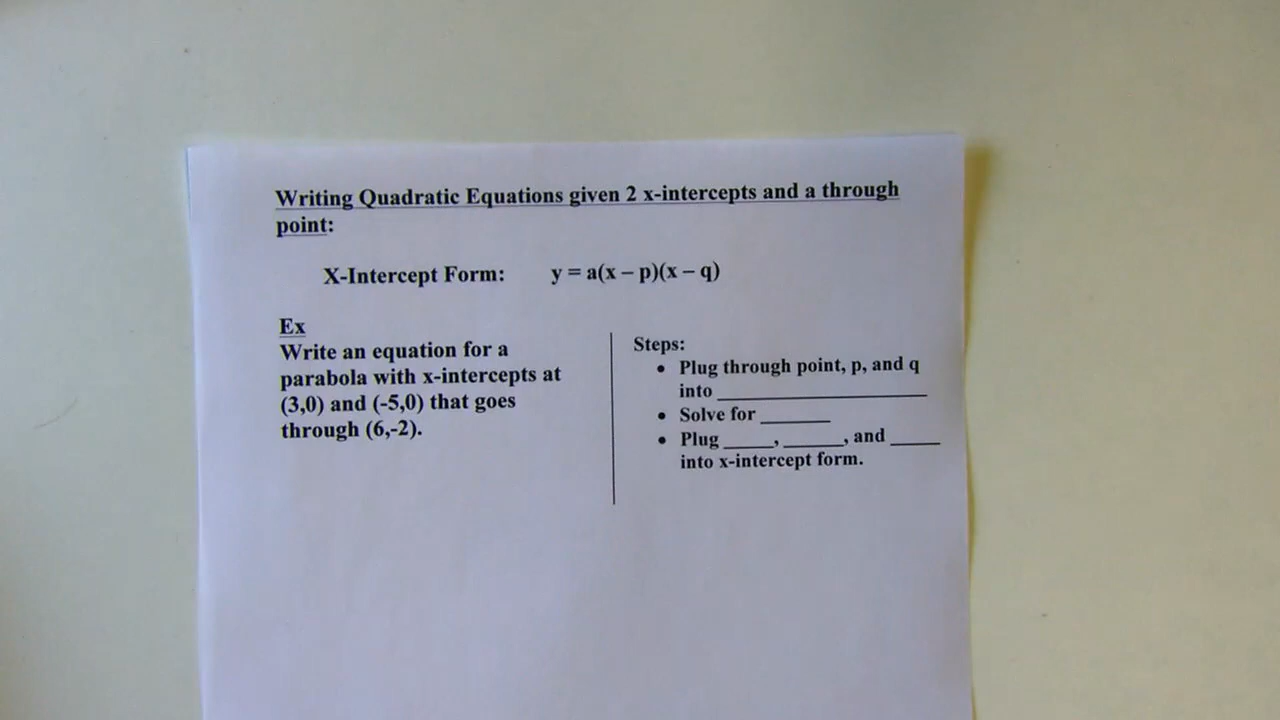 Writing Quadratic Equations given 2 x-intercepts and a through
point:
X-Intercept Form: y = a(x – p)(x – q)
Ex
Write an equation for a
parabola with x-intercepts at
(3,0) and (-5,0) that goes
through (6,-2).
Steps:
• Plug through point, p, and q
into ____________________
• Solve for _______
• Plug _____, ______, and _____
into x-intercept form.